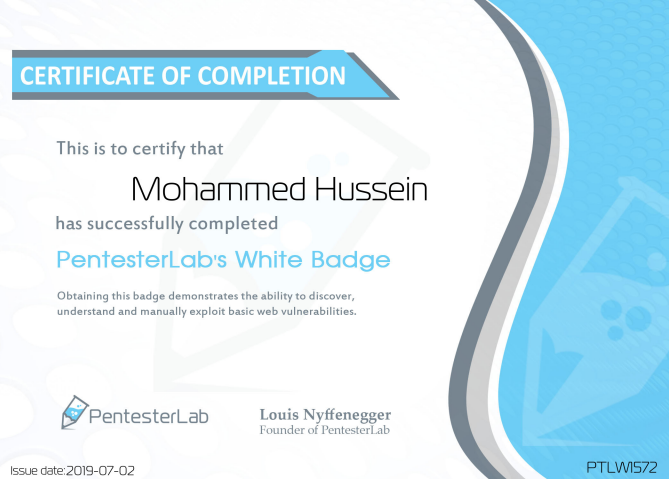 CERTIFICATE OF COMPLETION
This is to certify that
Mohammed Hussein
has successfully completed
PentesterLab's White Badge
Obtaining this badge demonstrates the ability to discover,
understand and manually exploit basic web vulnerabilities.
PentesterLab
Louis Nyffenegger
Founder of PentesterLab
Issue date:2019-07-02
PTLW1572